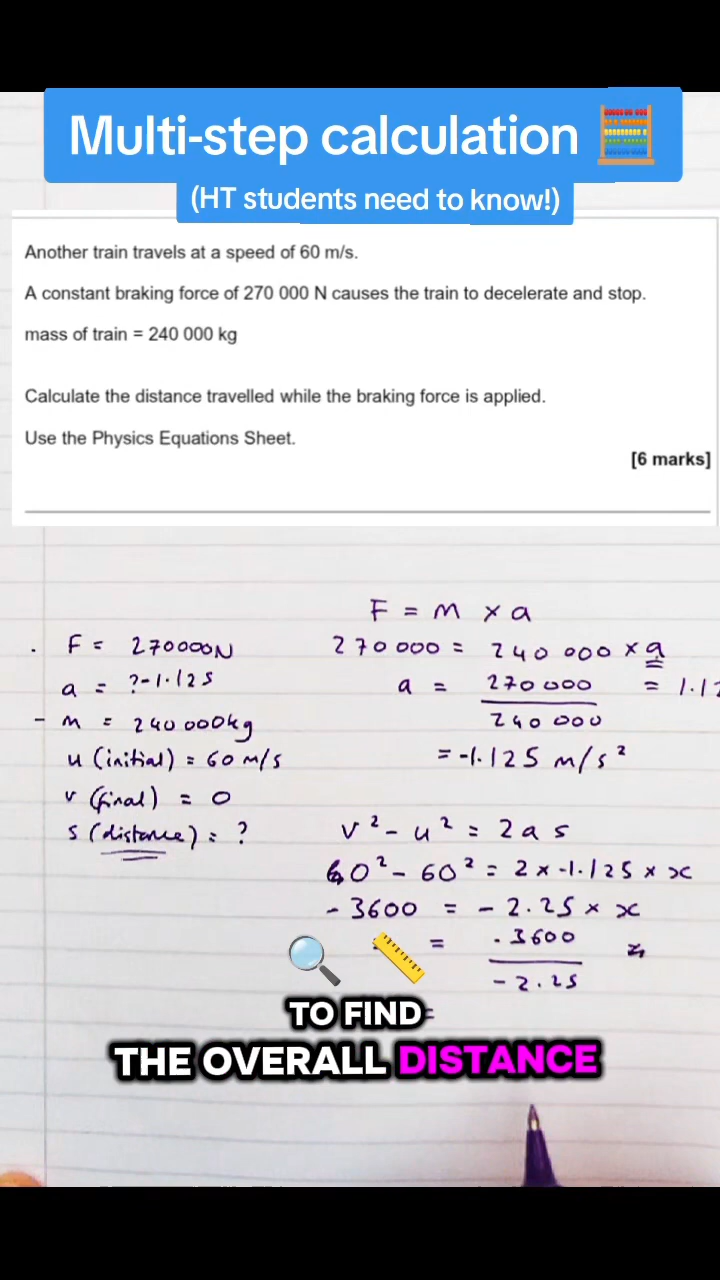 Multi-step calculation
(HT students need to know!)
Another train travels at a speed of 60 m/s.
A constant braking force of 270 000 N causes the train to decelerate and stop.
mass of train = 240 000 kg
Calculate the distance travelled while the braking force is applied.
Use the Physics Equations Sheet.
[6 marks]
F = 270000N
a = ?-1.125
- m = 240 000kg
u (initial) = 60 m/s
v (final) = 0
s (distance) = ?
F = m × a
270 000 = 240 000 × a
a = 270 000 / 240 000 = 1.12
= -1.125 m/s²
v² - u² = 2 a s
0² - 60² = 2 × -1.125 × x
- 3600 = - 2.25 × x
= -3600 / -2.25
=
TO FIND
THE OVERALL DISTANCE